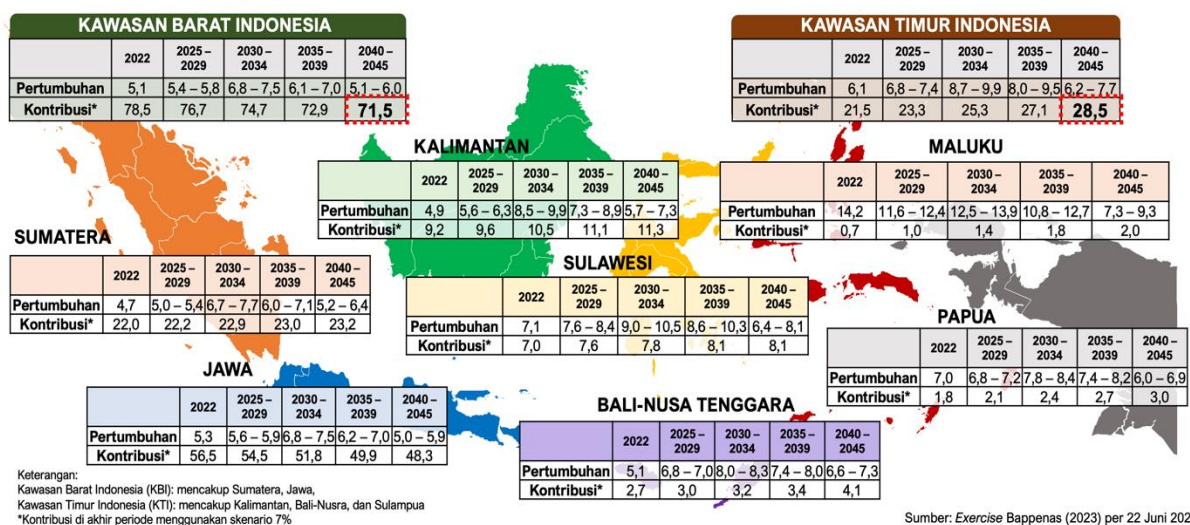 KAWASAN BARAT INDONESIA
2022 2025 – 2029 2030 – 2034 2035 – 2039 2040 – 2045
Pertumbuhan 5,1 5,4 – 5,8 6,8 – 7,5 6,1 – 7,0 5,1 – 6,0
Kontribusi* 78,5 76,7 74,7 72,9 71,5
KAWASAN TIMUR INDONESIA
2022 2025 – 2029 2030 – 2034 2035 – 2039 2040 – 2045
Pertumbuhan 6,1 6,8 – 7,4 8,7 – 9,9 8,0 – 9,5 6,2 – 7,7
Kontribusi* 21,5 23,3 25,3 27,1 28,5
KALIMANTAN
2022 2025 – 2029 2030 – 2034 2035 – 2039 2040 – 2045
Pertumbuhan 4,9 5,6 – 6,3 8,5 – 9,9 7,3 – 8,9 5,7 – 7,3
Kontribusi* 9,2 9,6 10,5 11,1 11,3
MALUKU
2022 2025 – 2029 2030 – 2034 2035 – 2039 2040 – 2045
Pertumbuhan 14,2 11,6 – 12,4 12,5 – 13,9 10,8 – 12,7 7,3 – 9,3
Kontribusi* 0,7 1,0 1,4 1,8 2,0
SUMATERA
2022 2025 – 2029 2030 – 2034 2035 – 2039 2040 – 2045
Pertumbuhan 4,7 5,0 – 5,4 6,7 – 7,7 6,0 – 7,1 5,2 – 6,4
Kontribusi* 22,0 22,2 22,9 23,0 23,2
SULAWESI
2022 2025 – 2029 2030 – 2034 2035 – 2039 2040 – 2045
Pertumbuhan 7,1 7,6 – 8,4 9,0 – 10,5 8,6 – 10,3 6,4 – 8,1
Kontribusi* 7,0 7,6 7,8 8,1 8,1
PAPUA
2022 2025 – 2029 2030 – 2034 2035 – 2039 2040 – 2045
Pertumbuhan 7,0 6,8 – 7,2 7,8 – 8,4 7,4 – 8,2 6,0 – 6,9
Kontribusi* 1,8 2,1 2,4 2,7 3,0
JAWA
2022 2025 – 2029 2030 – 2034 2035 – 2039 2040 – 2045
Pertumbuhan 5,3 5,6 – 5,9 6,8 – 7,5 6,2 – 7,0 5,0 – 5,9
Kontribusi* 56,5 54,5 51,8 49,9 48,3
BALI-NUSA TENGGARA
2022 2025 – 2029 2030 – 2034 2035 – 2039 2040 – 2045
Pertumbuhan 5,1 6,8 – 7,0 8,0 – 8,3 7,4 – 8,0 6,6 – 7,3
Kontribusi* 2,7 3,0 3,2 3,4 4,1
Keterangan:
Kawasan Barat Indonesia (KBI): mencakup Sumatera, Jawa,
Kawasan Timur Indonesia (KTI): mencakup Kalimantan, Bali-Nusra, dan Sulampua
*Kontribusi di akhir periode menggunakan skenario 7%
Sumber: Exercise Bappenas (2023) per 22 Juni 202